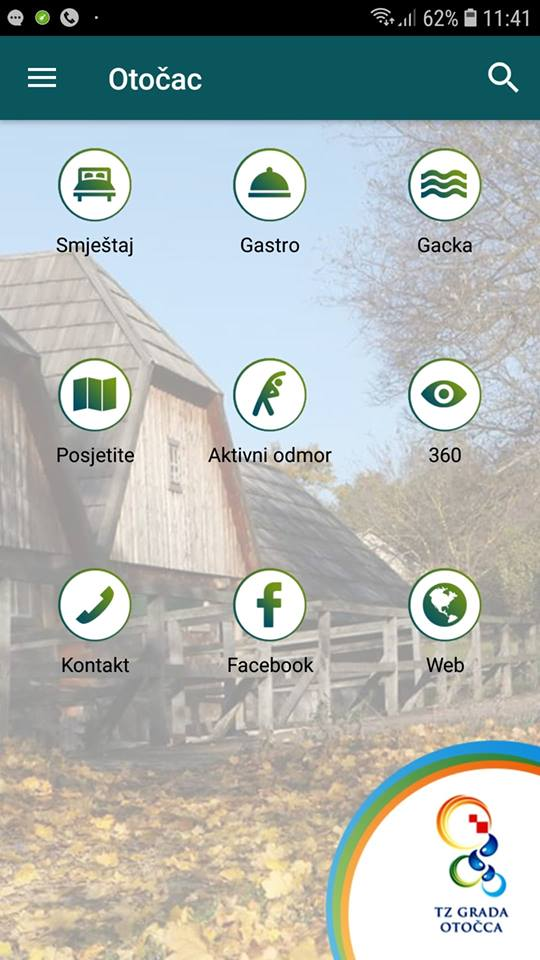 62% 11:41
Otočac
Smještaj Gastro Gacka
Posjetite Aktivni odmor 360
Kontakt Facebook Web
TZ GRADA
OTOČCA